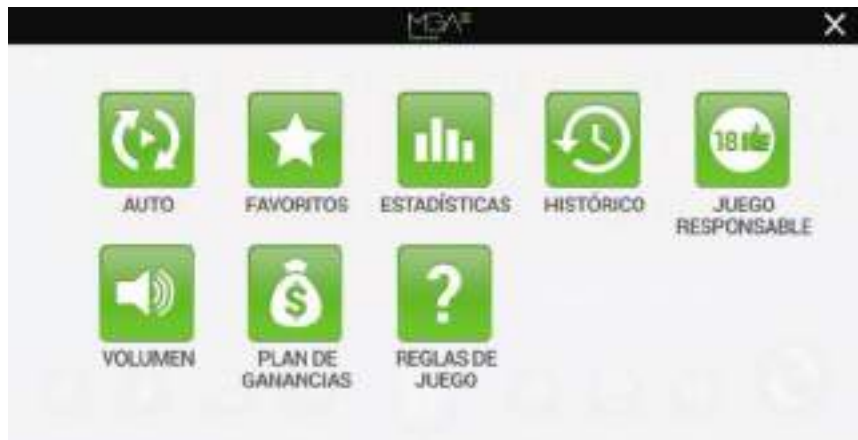 MGA
AUTO
FAVORITOS
ESTADÍSTICAS
HISTÓRICO
18
JUEGO
RESPONSABLE
VOLUMEN
$
PLAN DE
GANANCIAS
?
REGLAS DE
JUEGO